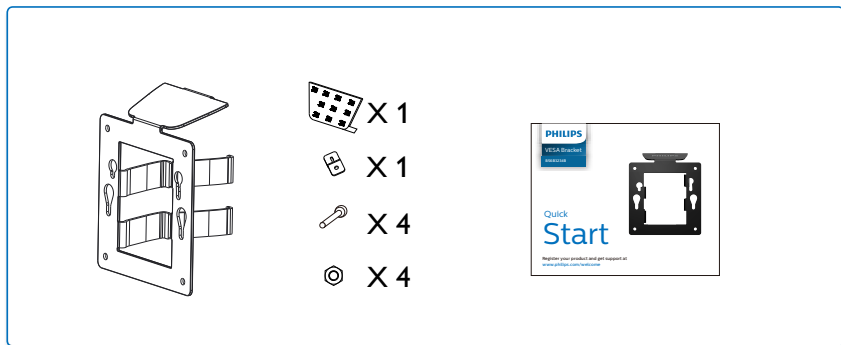 X 1
X 1
X 4
X 4
PHILIPS
VESA Bracket
Quick
Start
Register your product and get support at
www.philips.com/welcome